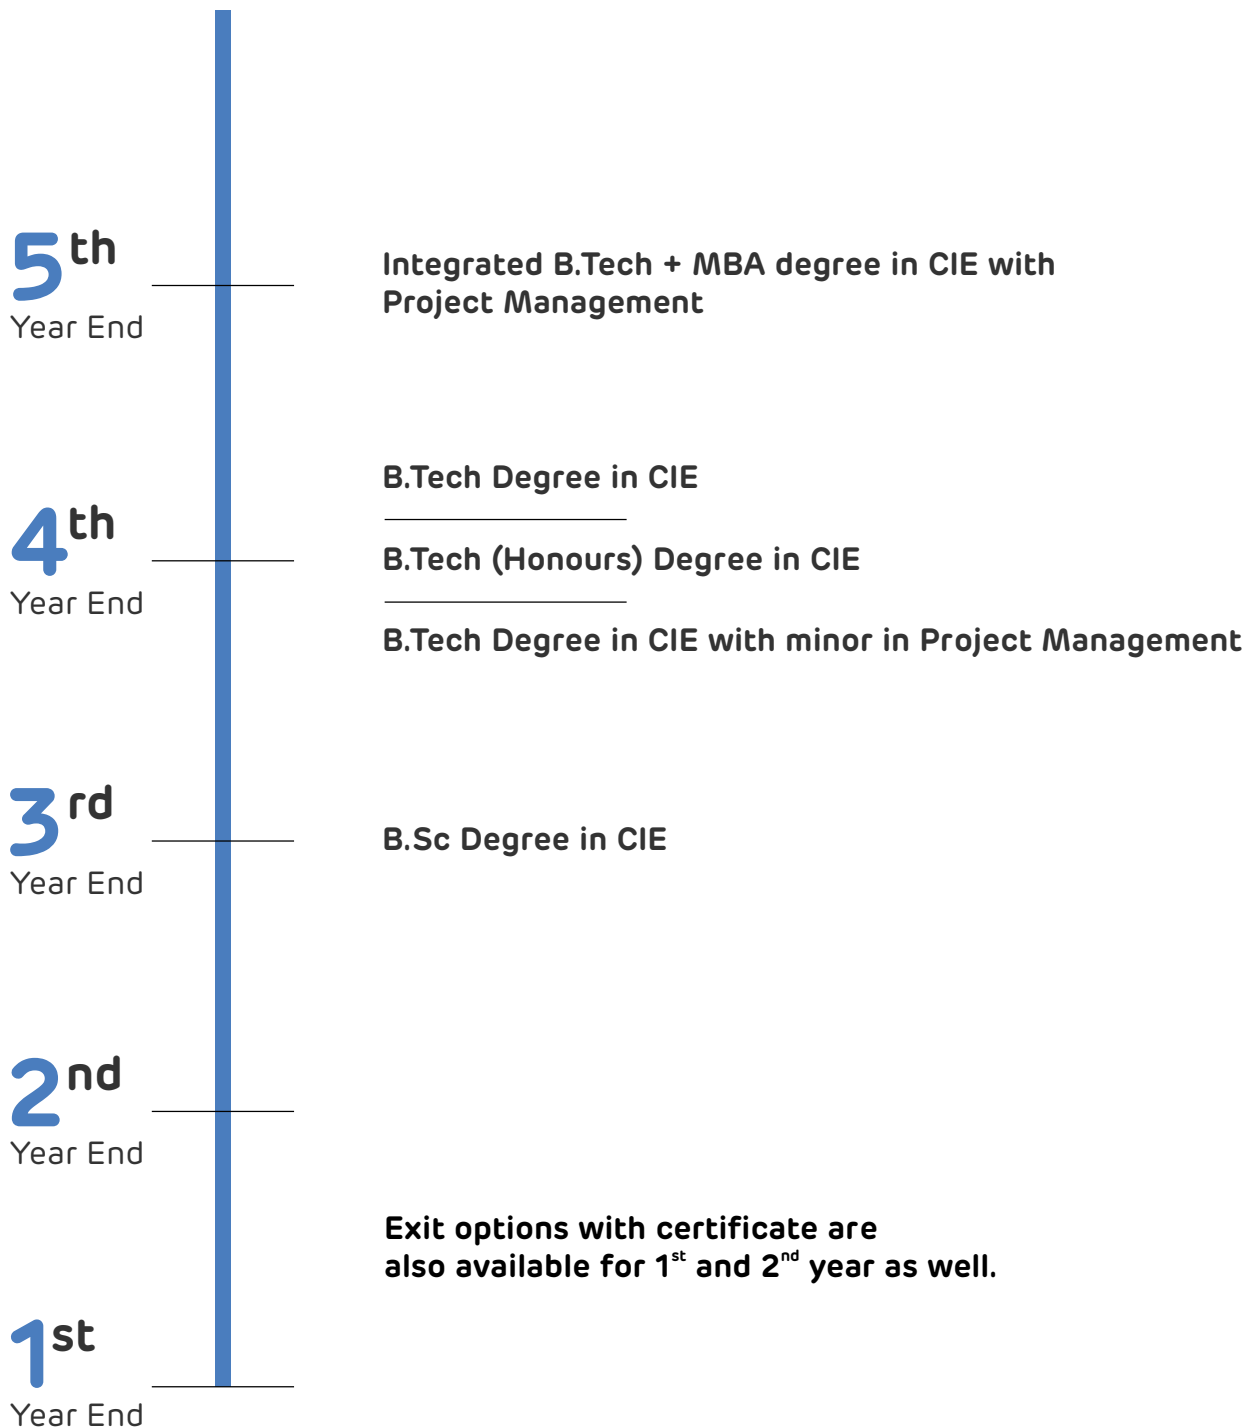 5th
Year End
Integrated B.Tech + MBA degree in CIE with
Project Management
4th
Year End
B.Tech Degree in CIE
B.Tech (Honours) Degree in CIE
B.Tech Degree in CIE with minor in Project Management
3rd
Year End
B.Sc Degree in CIE
2nd
Year End
Exit options with certificate are
also available for 1st and 2nd year as well.
1st
Year End